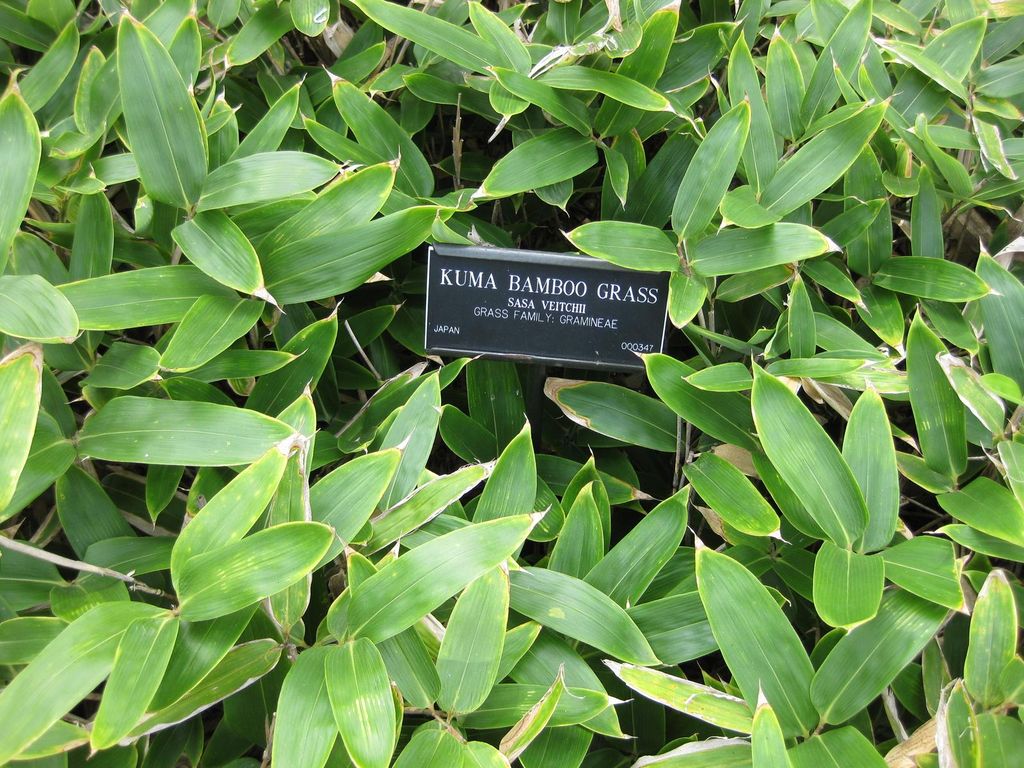 KUMA BAMBOO GRASS
SASA VEITCHII
GRASS FAMILY: GRAMINEAE
JAPAN
000347